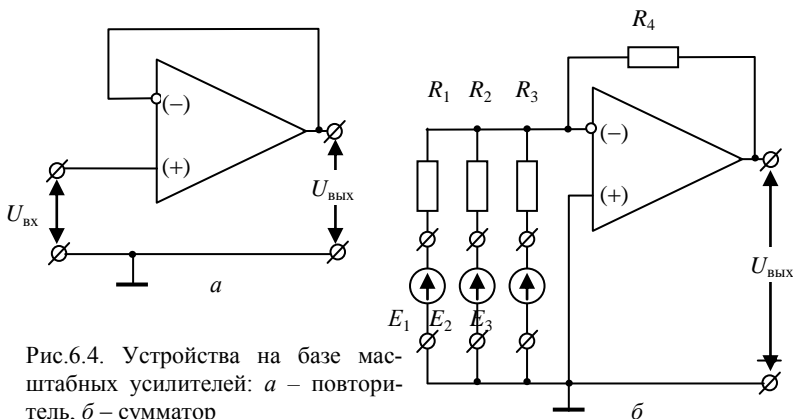 R₄
R₁ R₂ R₃
(–)
(+)
Uвх
Uвых
а
(–)
(+)
E₁ E₂ E₃
Uвых
б
Рис.6.4. Устройства на базе мас-
штабных усилителей: а – повтори-
тель, б – сумматор